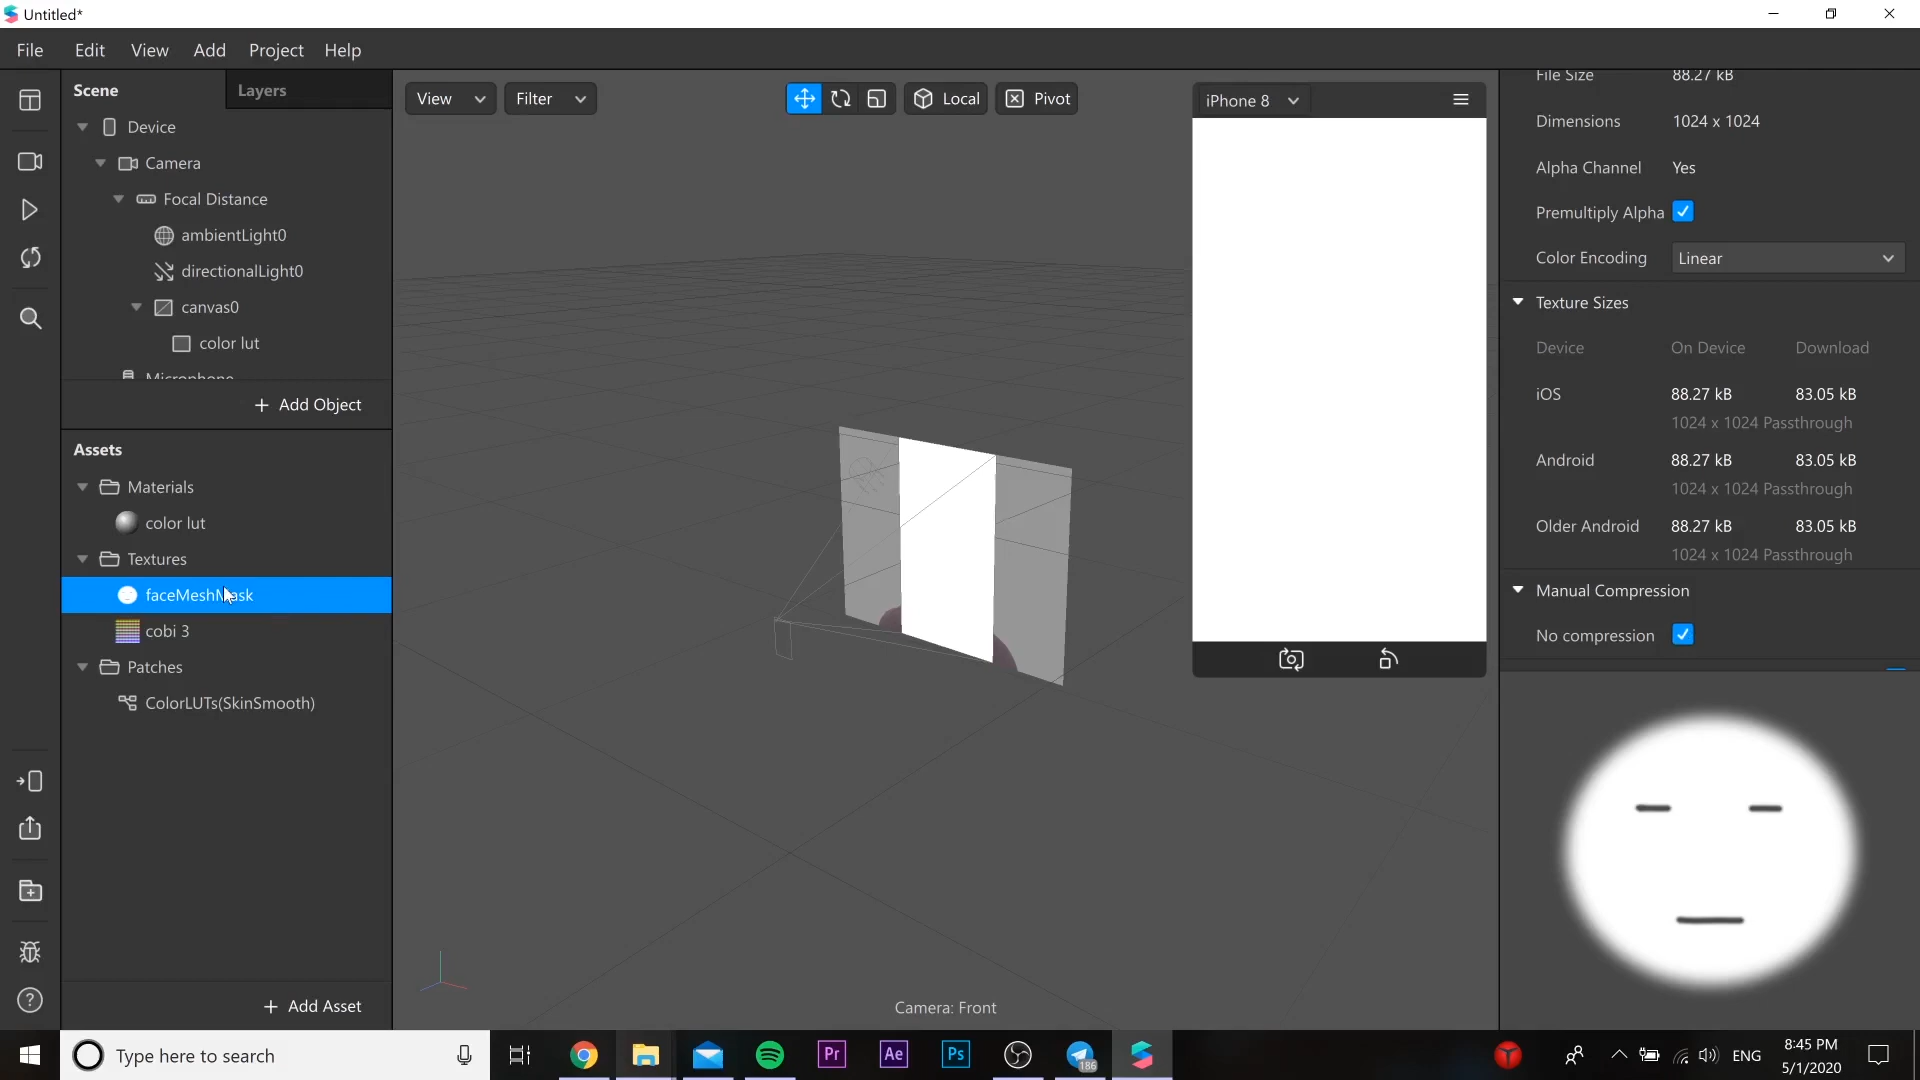 Untitled*
File Edit View Add Project Help
Scene
Layers
Device
Camera
Focal Distance
ambientLight0
directionalLight0
canvas0
color lut
Microphone
+ Add Object
Assets
Materials
color lut
Textures
faceMeshMask
cobi 3
Patches
ColorLUTs(SkinSmooth)
+ Add Asset
View
Filter
Local
Pivot
Camera: Front
iPhone 8
File Size 88.27 kB
Dimensions 1024 x 1024
Alpha Channel Yes
Premultiply Alpha
Color Encoding Linear
Texture Sizes
Device On Device Download
iOS 88.27 kB 83.05 kB
1024 x 1024 Passthrough
Android 88.27 kB 83.05 kB
1024 x 1024 Passthrough
Older Android 88.27 kB 83.05 kB
1024 x 1024 Passthrough
Manual Compression
No compression
Type here to search
Pr
Ae
Ps
186
ENG
8:45 PM
5/1/2020